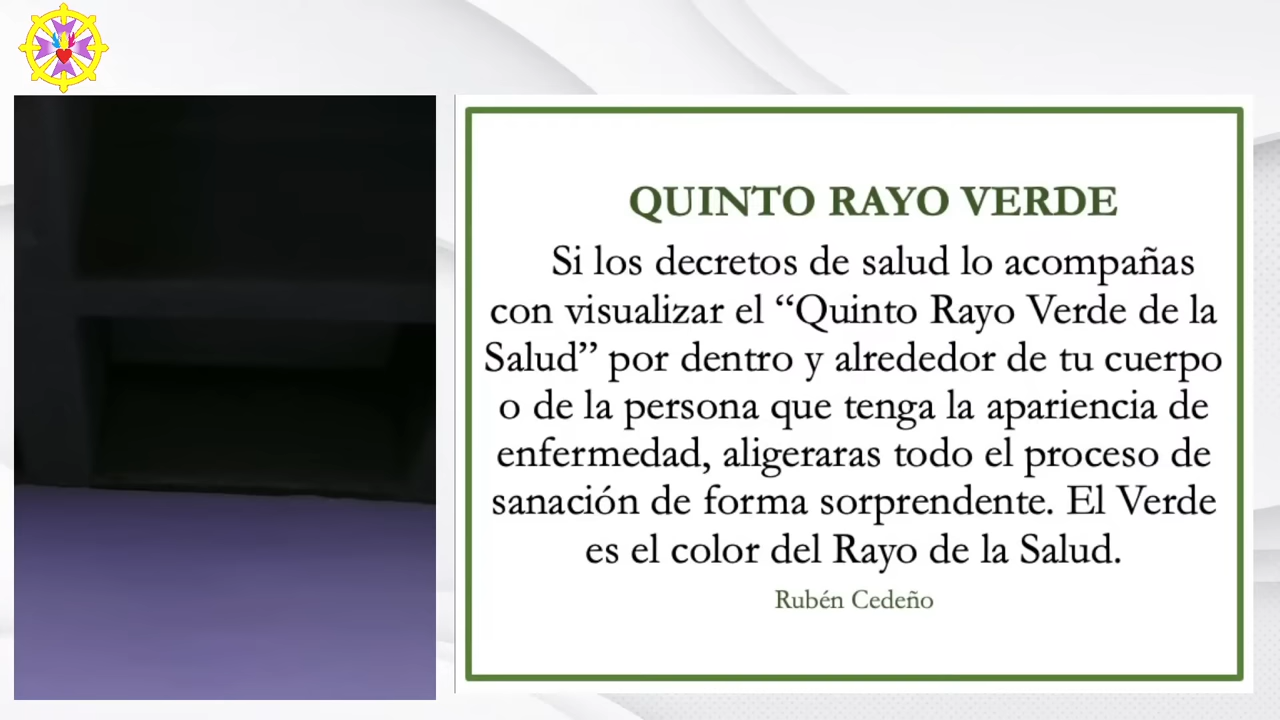 QUINTO RAYO VERDE
Si los decretos de salud lo acompañas
con visualizar el “Quinto Rayo Verde de la
Salud” por dentro y alrededor de tu cuerpo
o de la persona que tenga la apariencia de
enfermedad, aligeraras todo el proceso de
sanación de forma sorprendente. El Verde
es el color del Rayo de la Salud.
Rubén Cedeño